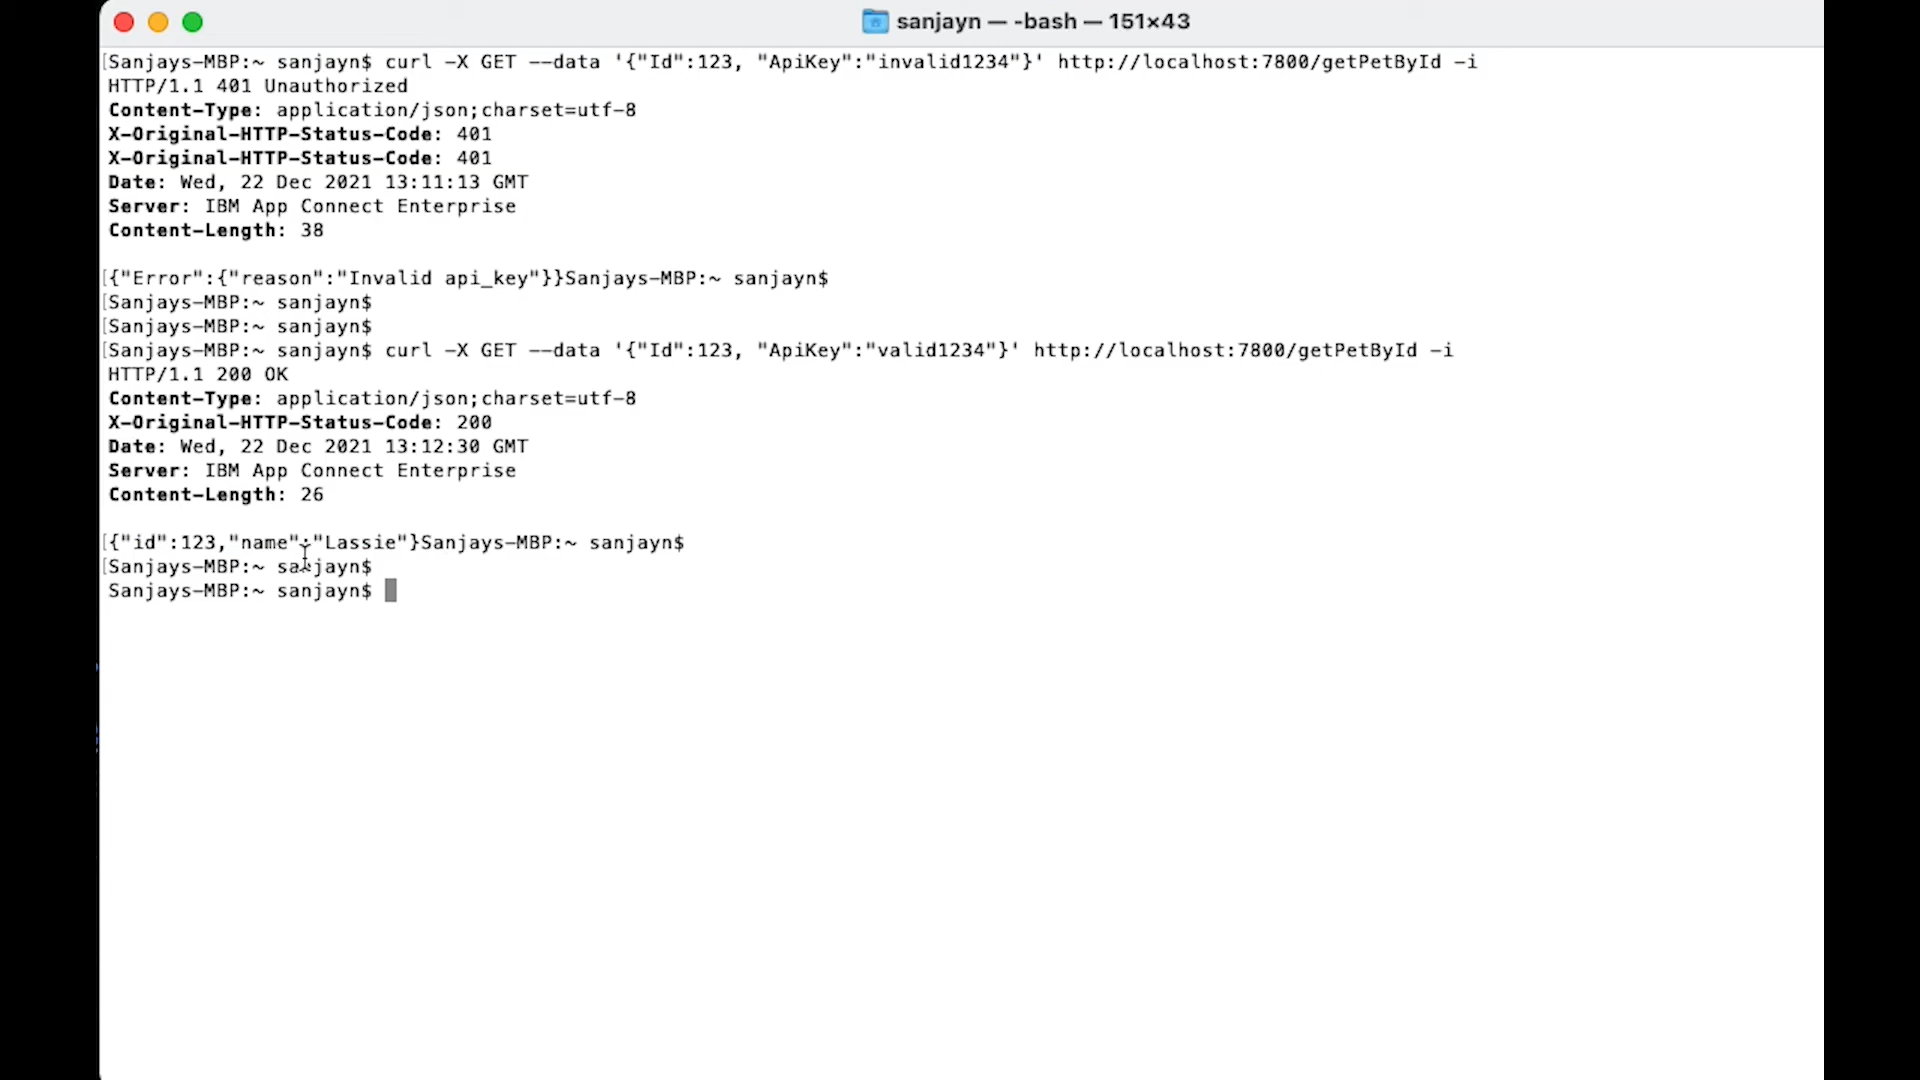 sanjayn — -bash — 151×43
[Sanjays-MBP:~ sanjayn$ curl -X GET --data '{"Id":123, "ApiKey":"invalid1234"}' http://localhost:7800/getPetById -i
HTTP/1.1 401 Unauthorized
Content-Type: application/json;charset=utf-8
X-Original-HTTP-Status-Code: 401
X-Original-HTTP-Status-Code: 401
Date: Wed, 22 Dec 2021 13:11:13 GMT
Server: IBM App Connect Enterprise
Content-Length: 38
[{"Error":{"reason":"Invalid api_key"}}Sanjays-MBP:~ sanjayn$
[Sanjays-MBP:~ sanjayn$
[Sanjays-MBP:~ sanjayn$
[Sanjays-MBP:~ sanjayn$ curl -X GET --data '{"Id":123, "ApiKey":"valid1234"}' http://localhost:7800/getPetById -i
HTTP/1.1 200 OK
Content-Type: application/json;charset=utf-8
X-Original-HTTP-Status-Code: 200
Date: Wed, 22 Dec 2021 13:12:30 GMT
Server: IBM App Connect Enterprise
Content-Length: 26
[{"id":123,"name":"Lassie"}Sanjays-MBP:~ sanjayn$
[Sanjays-MBP:~ sanjayn$
Sanjays-MBP:~ sanjayn$